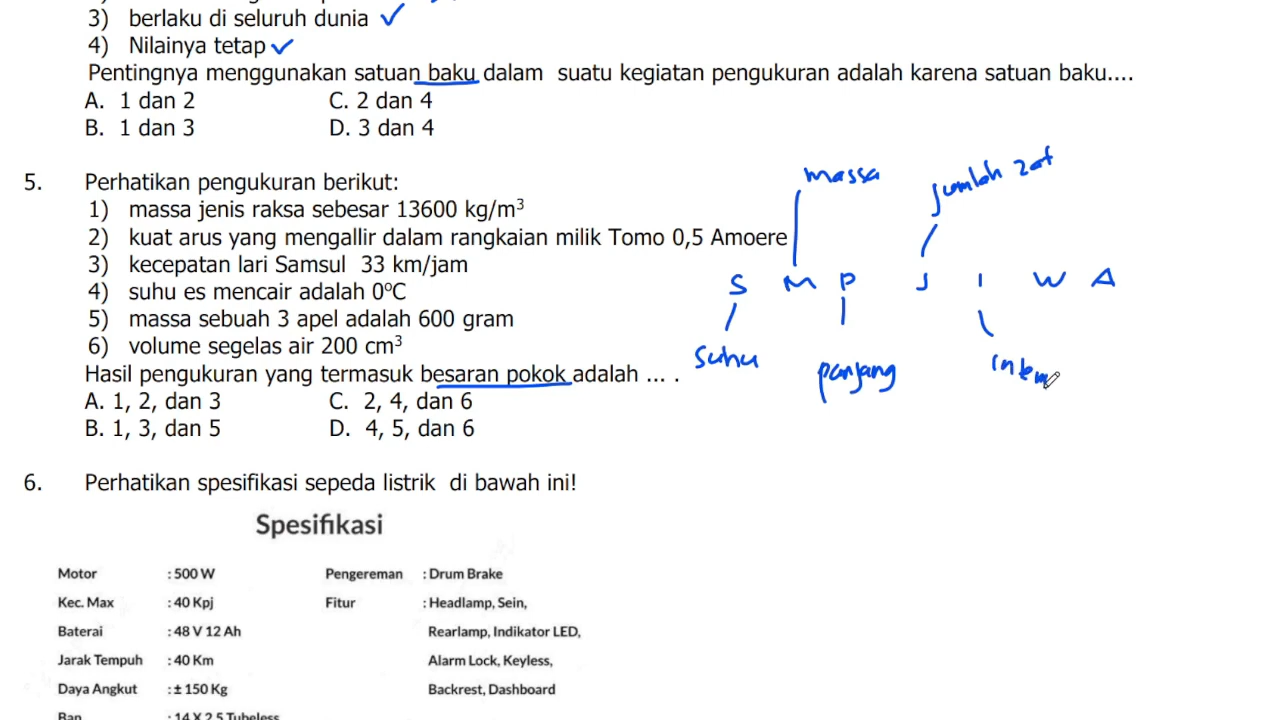 3) berlaku di seluruh dunia
4) Nilainya tetap
Pentingnya menggunakan satuan baku dalam suatu kegiatan pengukuran adalah karena satuan baku....
A. 1 dan 2 C. 2 dan 4
B. 1 dan 3 D. 3 dan 4
5. Perhatikan pengukuran berikut:
1) massa jenis raksa sebesar 13600 kg/m³
2) kuat arus yang mengallir dalam rangkaian milik Tomo 0,5 Amoere
3) kecepatan lari Samsul 33 km/jam
4) suhu es mencair adalah 0⁰C
5) massa sebuah 3 apel adalah 600 gram
6) volume segelas air 200 cm³
Hasil pengukuran yang termasuk besaran pokok adalah ... .
A. 1, 2, dan 3 C. 2, 4, dan 6
B. 1, 3, dan 5 D. 4, 5, dan 6
massa
jumlah zat
S M P J I W A
suhu
panjang
inten
6. Perhatikan spesifikasi sepeda listrik di bawah ini!
Spesifikasi
Motor : 500 W Pengereman : Drum Brake
Kec. Max : 40 Kpj Fitur : Headlamp, Sein,
Baterai : 48 V 12 Ah Rearlamp, Indikator LED,
Jarak Tempuh : 40 Km Alarm Lock, Keyless,
Daya Angkut : ± 150 Kg Backrest, Dashboard
Ban : 14 X 2.5 Tubeless